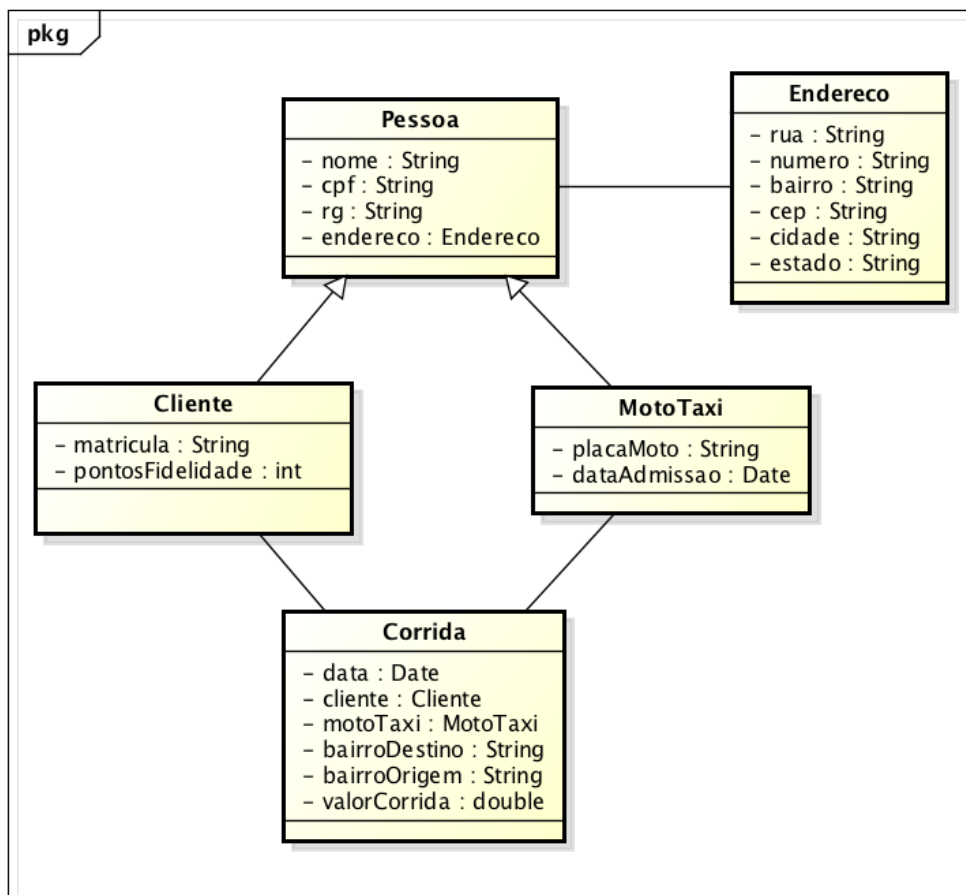 pkg
Pessoa
- nome : String
- cpf : String
- rg : String
- endereco : Endereco
Endereco
- rua : String
- numero : String
- bairro : String
- cep : String
- cidade : String
- estado : String
Cliente
- matricula : String
- pontosFidelidade : int
MotoTaxi
- placaMoto : String
- dataAdmissao : Date
Corrida
- data : Date
- cliente : Cliente
- motoTaxi : MotoTaxi
- bairroDestino : String
- bairroOrigem : String
- valorCorrida : double